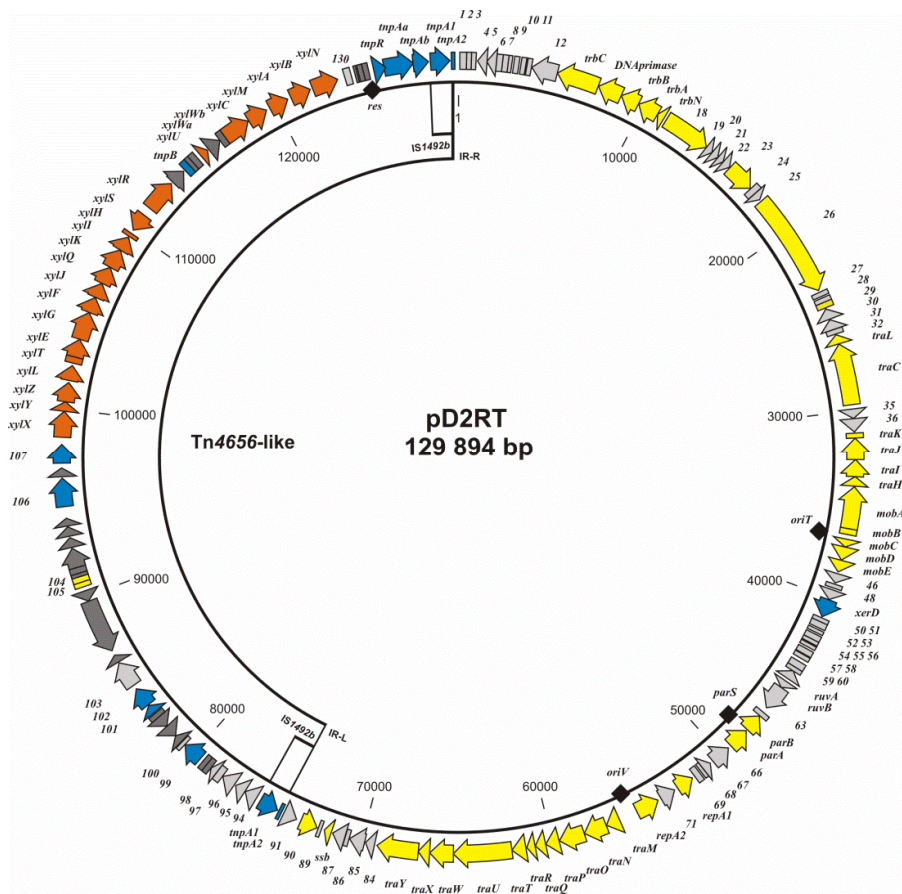 pD2RT
129 894 bp
Tn4656-like
IS1492b
IR-R
IS1492b
IR-L
1
10000
20000
30000
40000
50000
60000
70000
80000
90000
100000
110000
120000
res
oriT
parS
oriV
tnpR
tnpAa
tnpAb
tnpA1
tnpA2
1 2 3
4 5
6 7
8 9
10 11
12
trbC
DNAprimase
trbB
trbA
trbN
18
19
20
21
22
23
24
25
26
27
28
29
30
31
32
traL
traC
35
36
traK
traJ
traI
traH
mobA
mobB
mobC
mobD
mobE
46
48
xerD
50 51
52 53
54 55 56
57 58
59 60
ruvA
ruvB
63
parB
parA
66
67
68
69
repA1
71
repA2
traM
traN
traO
traP
traQ
traR
traT
traU
traW
traX
traY
84
85
86
87
ssb
89
90
91
tnpA2
tnpA1
94
95
96
97
98
99
100
101
102
103
105
104
106
107
xylX
xylY
xylZ
xylL
xylT
xylE
xylG
xylF
xylJ
xylQ
xylK
xylI
xylH
xylS
xylR
tnpB
xylU
xylWa
xylWb
xylC
xylM
xylA
xylB
xylN
130